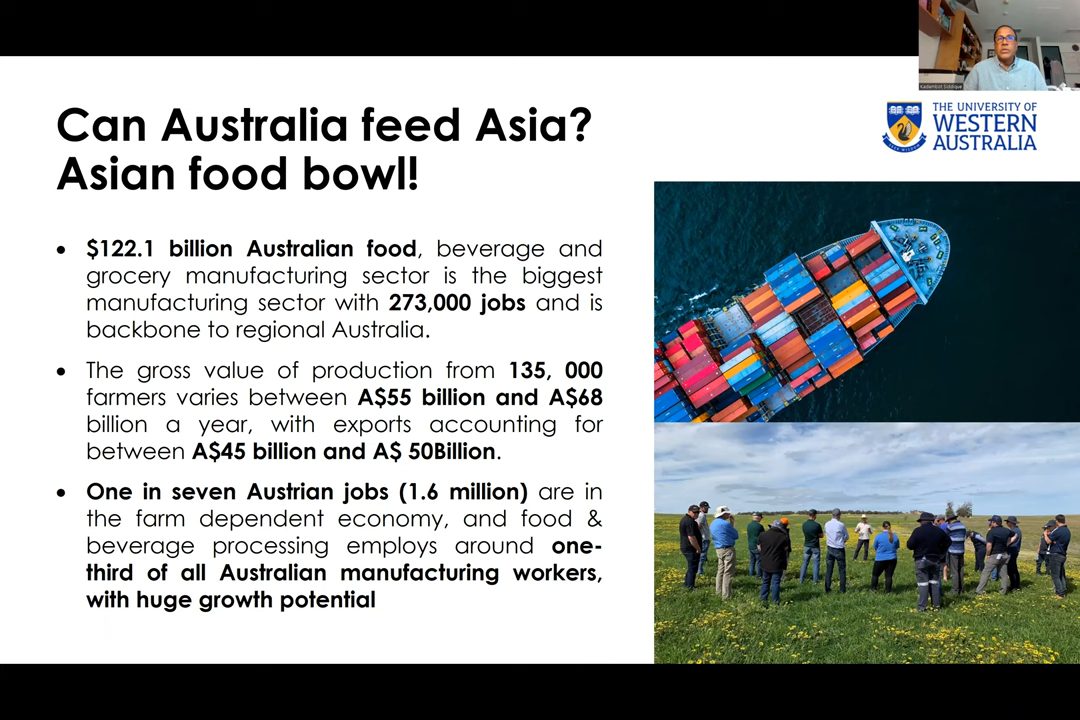 Kadambot Siddique
THE UNIVERSITY OF
WESTERN
AUSTRALIA
Can Australia feed Asia?
Asian food bowl!
• $122.1 billion Australian food, beverage and
grocery manufacturing sector is the biggest
manufacturing sector with 273,000 jobs and is
backbone to regional Australia.
• The gross value of production from 135, 000
farmers varies between A$55 billion and A$68
billion a year, with exports accounting for
between A$45 billion and A$ 50Billion.
• One in seven Austrian jobs (1.6 million) are in
the farm dependent economy, and food &
beverage processing employs around one-
third of all Australian manufacturing workers,
with huge growth potential